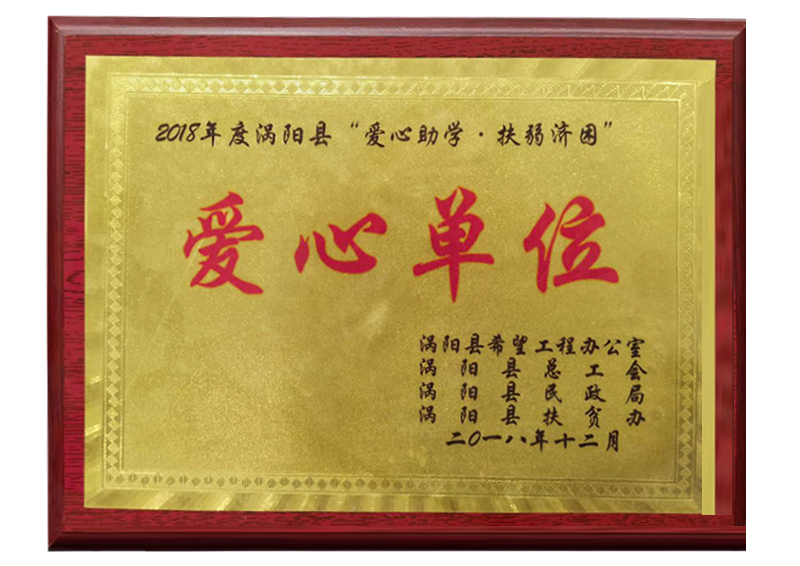 2018年度涡阳县“爱心助学·扶弱济困”
爱心单位
涡阳县希望工程办公室
涡阳县总工会
涡阳县民政局
涡阳县扶贫办
二〇一八年十二月